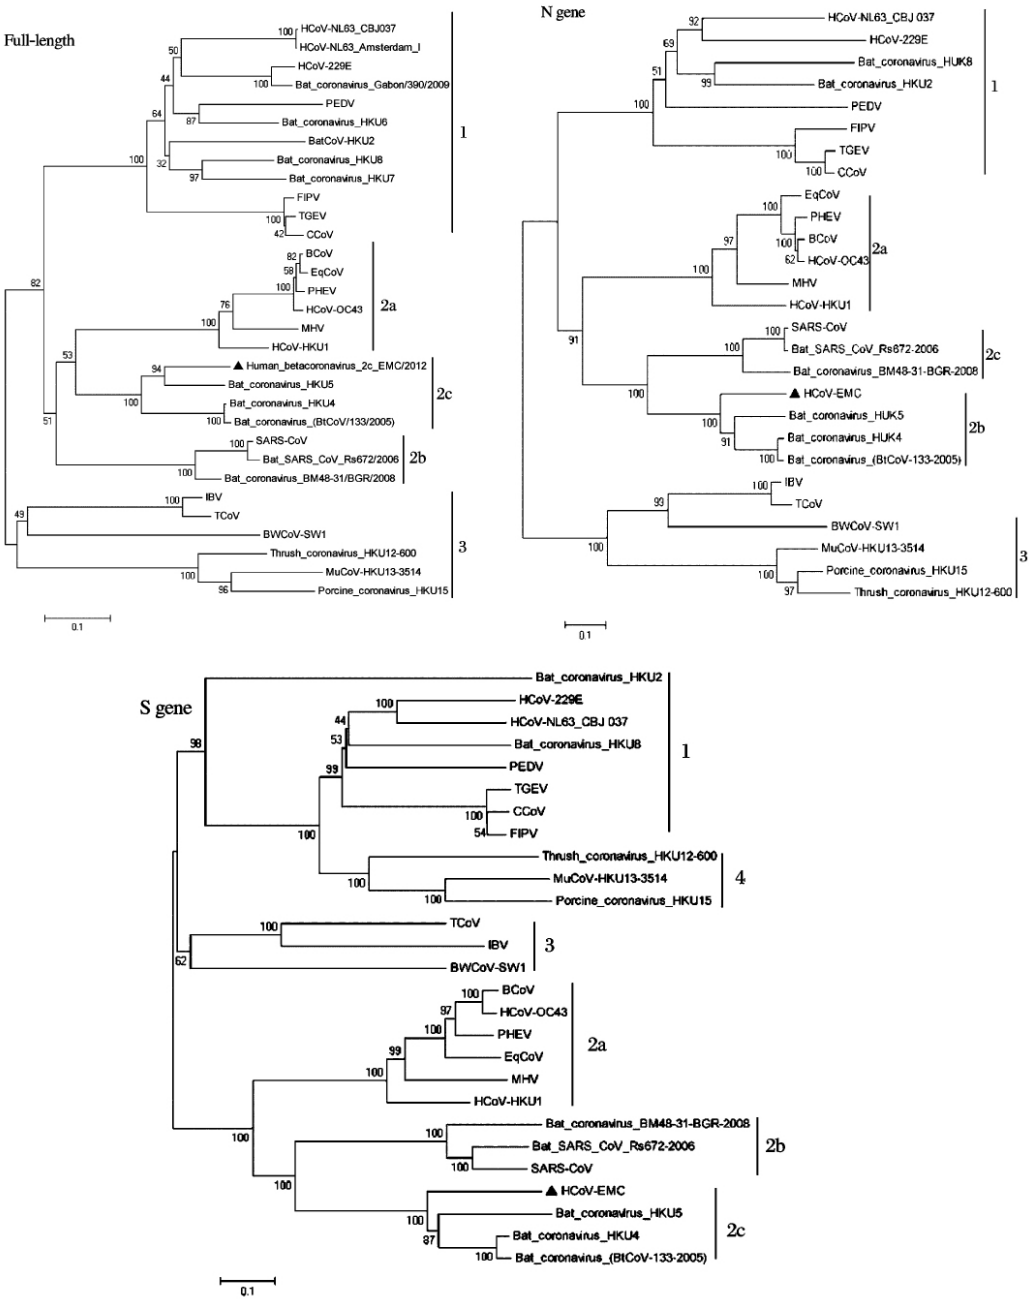 Full-length
HCoV-NL63_CBJ037
100
HCoV-NL63_Amsterdam_I
50
HCoV-229E
100
Bat_coronavirus_Gabon/390/2009
44
PEDV
87
Bat_coronavirus_HKU6
64
BatCoV-HKU2
32
Bat_coronavirus_HKU8
97
Bat_coronavirus_HKU7
100
1
FIPV
100
TGEV
42
CCoV
82
82
BCoV
58
EqCoV
100
PHEV
76
HCoV-OC43
2a
100
MHV
HCoV-HKU1
53
94
▲ Human_betacoronavirus_2c_EMC/2012
Bat_coronavirus_HKU5
100
Bat_coronavirus_HKU4
2c
100
Bat_coronavirus_(BtCoV/133/2005)
51
100
SARS-CoV
Bat_SARS_CoV_Rs672/2006
2b
100
Bat_coronavirus_BM48-31/BGR/2008
100
IBV
49
TCoV
BWCoV-SW1
3
Thrush_coronavirus_HKU12-600
100
MuCoV-HKU13-3514
96
Porcine_coronavirus_HKU15
0.1
N gene
92
HCoV-NL63_CBJ 037
69
HCoV-229E
51
Bat_coronavirus_HUK8
99
Bat_coronavirus_HKU2
1
100
PEDV
FIPV
100
TGEV
100
CCoV
EqCoV
100
PHEV
97
100
BCoV
62
HCoV-OC43
2a
100
MHV
HCoV-HKU1
91
100
SARS-CoV
100
Bat_SARS_CoV_Rs672-2006
2c
Bat_coronavirus_BM48-31-BGR-2008
100
▲ HCoV-EMC
100
Bat_coronavirus_HUK5
91
Bat_coronavirus_HUK4
2b
100
Bat_coronavirus_(BtCoV-133-2005)
100
IBV
93
TCoV
BWCoV-SW1
100
MuCoV-HKU13-3514
3
100
Porcine_coronavirus_HKU15
97
Thrush_coronavirus_HKU12-600
0.1
S gene
Bat_coronavirus_HKU2
98
100
HCoV-229E
44
HCoV-NL63_CBJ 037
53
Bat_coronavirus_HKU8
1
99
PEDV
TGEV
100
CCoV
54
FIPV
100
Thrush_coronavirus_HKU12-600
100
MuCoV-HKU13-3514
4
100
Porcine_coronavirus_HKU15
100
TCoV
IBV
3
62
BWCoV-SW1
100
BCoV
97
HCoV-OC43
100
PHEV
99
EqCoV
2a
100
MHV
HCoV-HKU1
100
100
Bat_coronavirus_BM48-31-BGR-2008
Bat_SARS_CoV_Rs672-2006
2b
100
SARS-CoV
100
▲ HCoV-EMC
100
Bat_coronavirus_HKU5
87
Bat_coronavirus_HKU4
2c
100
Bat_coronavirus_(BtCoV-133-2005)
0.1